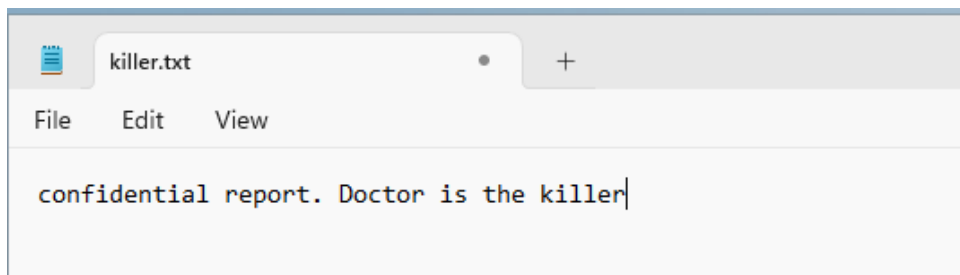 killer.txt
File Edit View
confidential report. Doctor is the killer